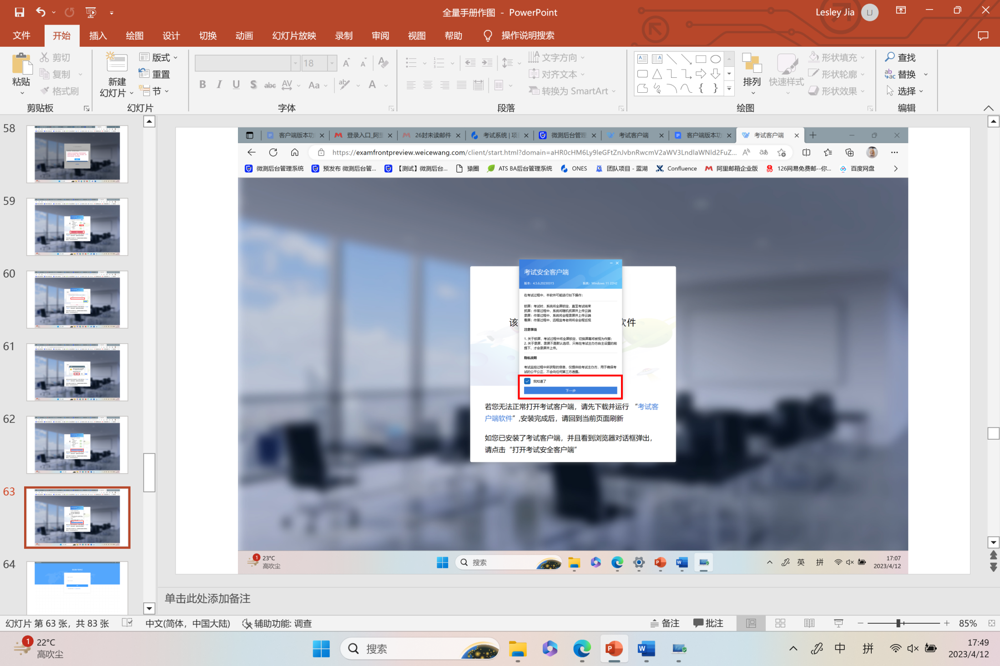 全量手册作图 - PowerPoint
Lesley Jia
LJ
文件 开始 插入 绘图 设计 切换 动画 幻灯片放映 录制 审阅 视图 帮助 操作说明搜索
粘贴
剪切
复制
格式刷
剪贴板
新建
幻灯片
版式
重置
节
幻灯片
18
字体
文字方向
对齐文本
转换为 SmartArt
段落
排列
快速样式
形状填充
形状轮廓
形状效果
绘图
查找
替换
选择
编辑
58
59
60
61
62
63
64
客户端版本功 登录入口_阿里 26封未读邮件 考试系统 | 项目 微测后台管理 考试客户端 客户端版本功 考试客户端
https://examfrontpreview.weicewang.com/client/start.html?domain=aHR0cHM6Ly9leGFtZnJvbnRwcmV2aWV3LndlaWNld2FuZ...
微测后台管理系统 预发布 微测后台管... 【测试】微测后台... 猿圈 ATS BA后台管理系统 ONES 团队项目 - 蓝湖 Confluence 阿里邮箱企业版 126网易免费邮--你... 百度网盘
考试安全客户端
版本: 4.5.6.20230315 系统: Windows 11 22H2
在考试过程中，本软件可能进行如下操作：
锁屏：考试时，系统将全屏锁定，直至考试结束
抓屏：作答过程中，系统将随机抓屏并上传云端
录屏：作答过程中，系统将全程录屏并上传云端
看屏：作答过程中，远程监考老师将会全程巡视
该 软件
注意事项
1. 关于锁屏，考试过程中将全屏锁定，切换屏幕将被视为作弊；
2. 关于录屏，录屏不是默认选项，只有在考试主办方自主设置的前
提下，才会录屏并上传。
隐私说明
考试监控过程中所获取的信息，仅提供给考试主办方，用于确保考
试的公平公正，不会向任何第三方透露。
我知道了
下一步
若您无法正常打开考试客户端，请先下载并运行 “考试客
户端软件”,安装完成后，请回到当前页面刷新
如您已安装了考试客户端，并且看到浏览器对话框弹出，
请点击“打开考试安全客户端”
1 23°C
高吹尘
搜索
英 拼
17:07
2023/4/12
单击此处添加备注
幻灯片 第 63 张，共 83 张 中文(简体，中国大陆) 辅助功能: 调查 备注 批注 85%
1 22°C
高吹尘
搜索
中 拼
17:49
2023/4/12